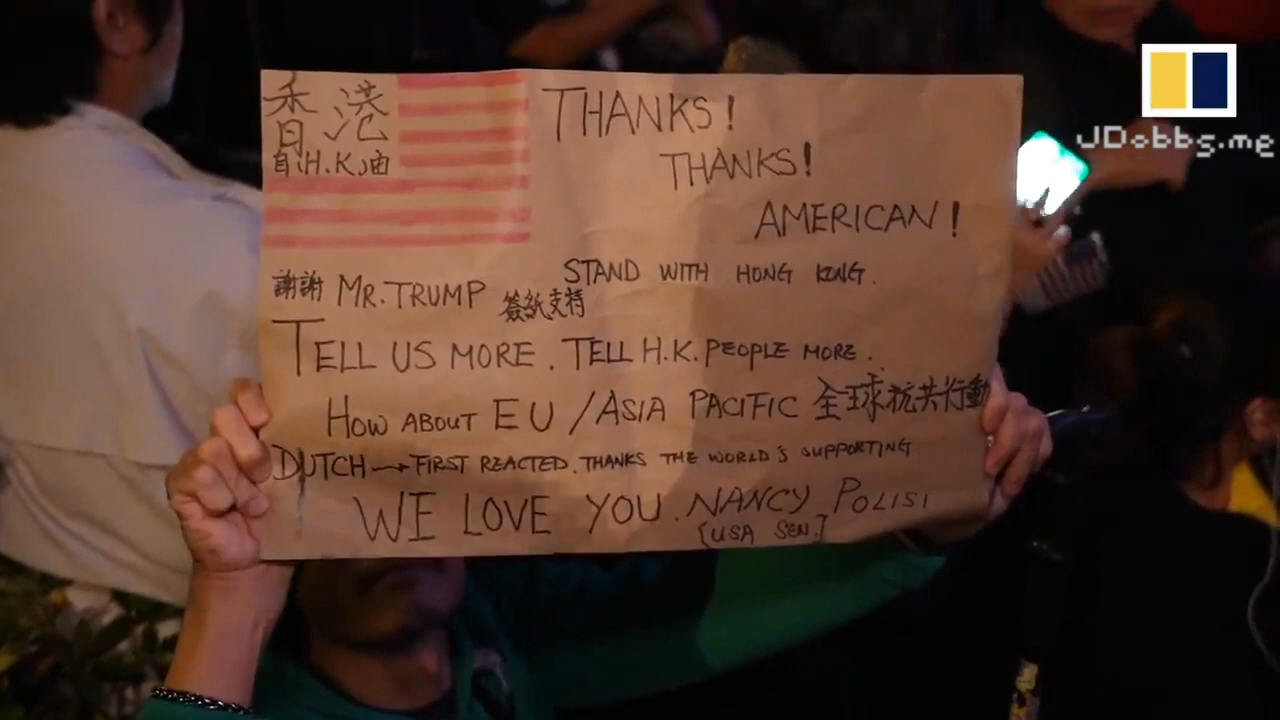 香港
自H.K由
THANKS!
THANKS!
AMERICAN!
STAND WITH HONG KONG.
謝謝 MR. TRUMP 簽紙支持
TELL US MORE. TELL H.K. PEOPLE MORE.
HOW ABOUT EU / ASIA PACIFIC 全球抗共行動
DUTCH → FIRST REACTED. THANKS THE WORLD'S SUPPORTING
WE LOVE YOU. NANCY POLISI
[USA SEN.]
JDobbs.me